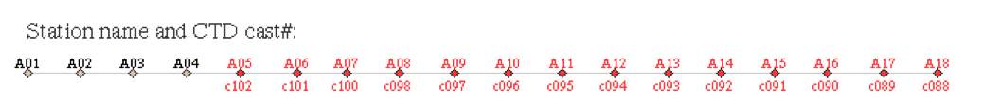 Station name and CTD cast#:
A01 A02 A03 A04 A05 A06 A07 A08 A09 A10 A11 A12 A13 A14 A15 A16 A17 A18
c102 c101 c100 c098 c097 c096 c095 c094 c093 c092 c091 c090 c089 c088